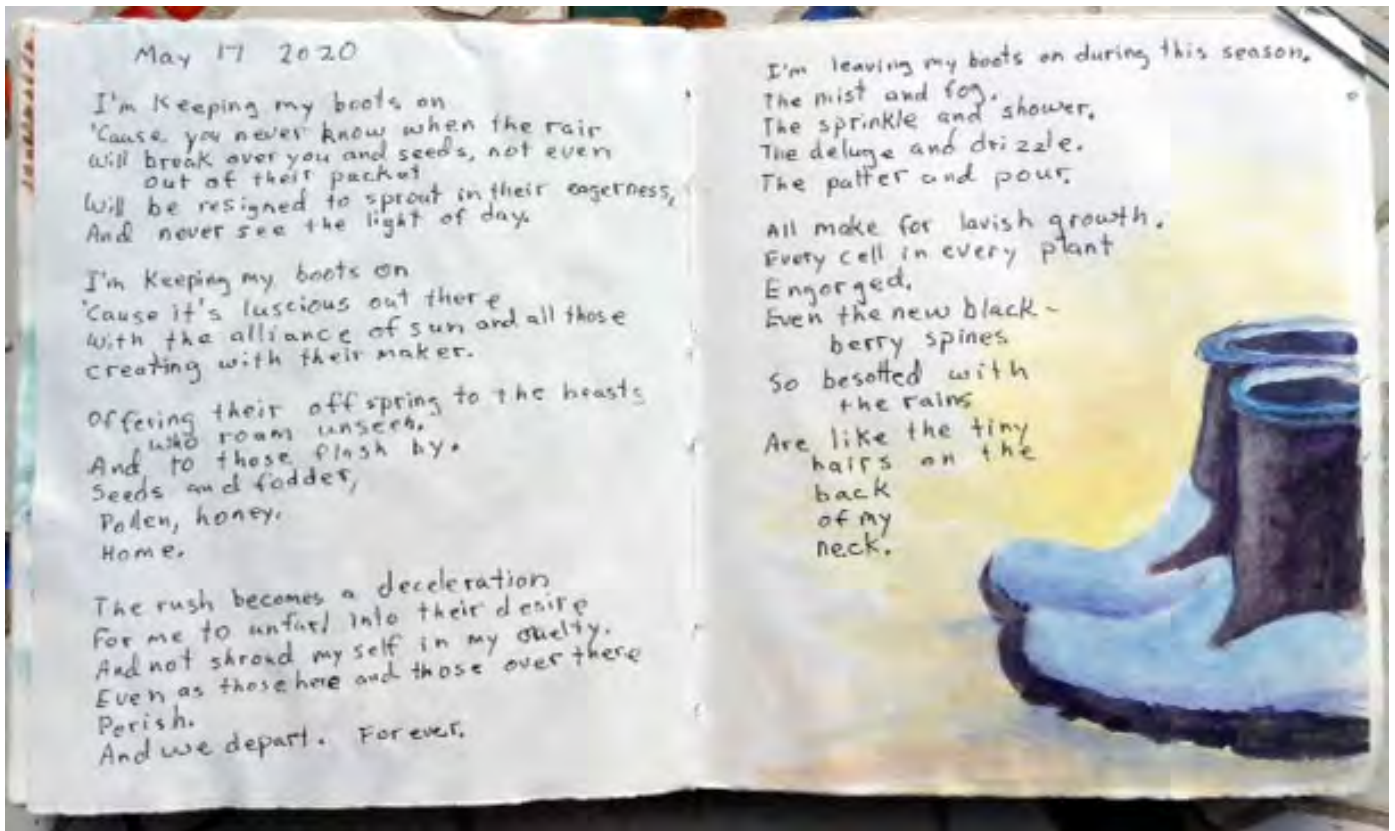 May 17 2020
I'm Keeping my boots on
'Cause you never know when the rain
will break over you and seeds, not even
out of their packet
Will be resigned to sprout in their eagerness,
And never see the light of day.
I'm Keeping my boots on
'Cause it's luscious out there
With the alliance of sun and all those
creating with their maker.
Offering their offspring to the beasts
who roam unseen.
And, to those flash by.
Seeds and fodder,
Pollen, honey.
Home.
The rush becomes a deceleration
For me to unfurl into their desire
And not shroud my self in my
Even as those here and those over there
Perish.
And we depart. Forever.
I'm leaving my boots on during this season.
The mist and fog.
The sprinkle and shower.
The deluge and drizzle.
The patter and pour.
All make for lavish growth.
Every cell in every plant
Engorged.
Even the new black-
berry spines
So besotted with
the rains
Are like the tiny
hairs on the
back
of my
neck.